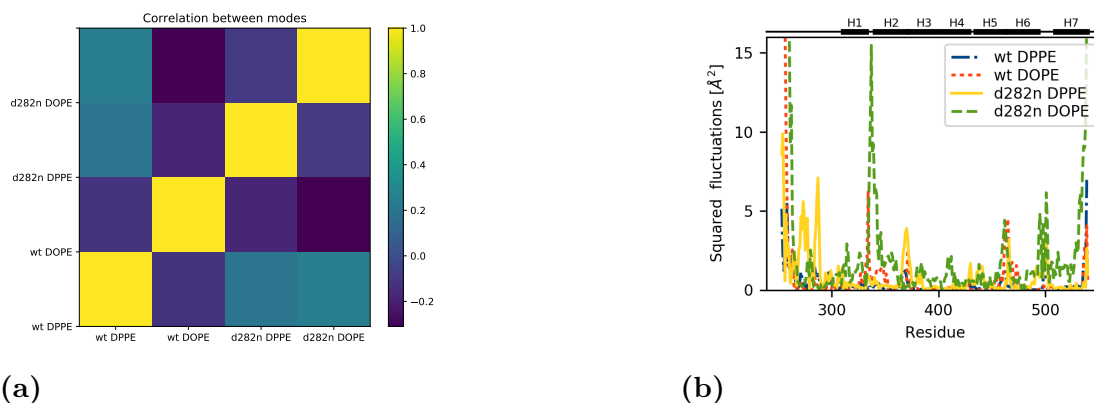 Correlation between modes
d282n DOPE
d282n DPPE
wt DOPE
wt DPPE
wt DPPE wt DOPE d282n DPPE d282n DOPE
1.0
0.8
0.6
0.4
0.2
0.0
−0.2
(a)
H1 H2 H3 H4 H5 H6 H7
Squared fluctuations [Å²]
15
10
5
0
300 400 500
Residue
wt DPPE
wt DOPE
d282n DPPE
d282n DOPE
(b)